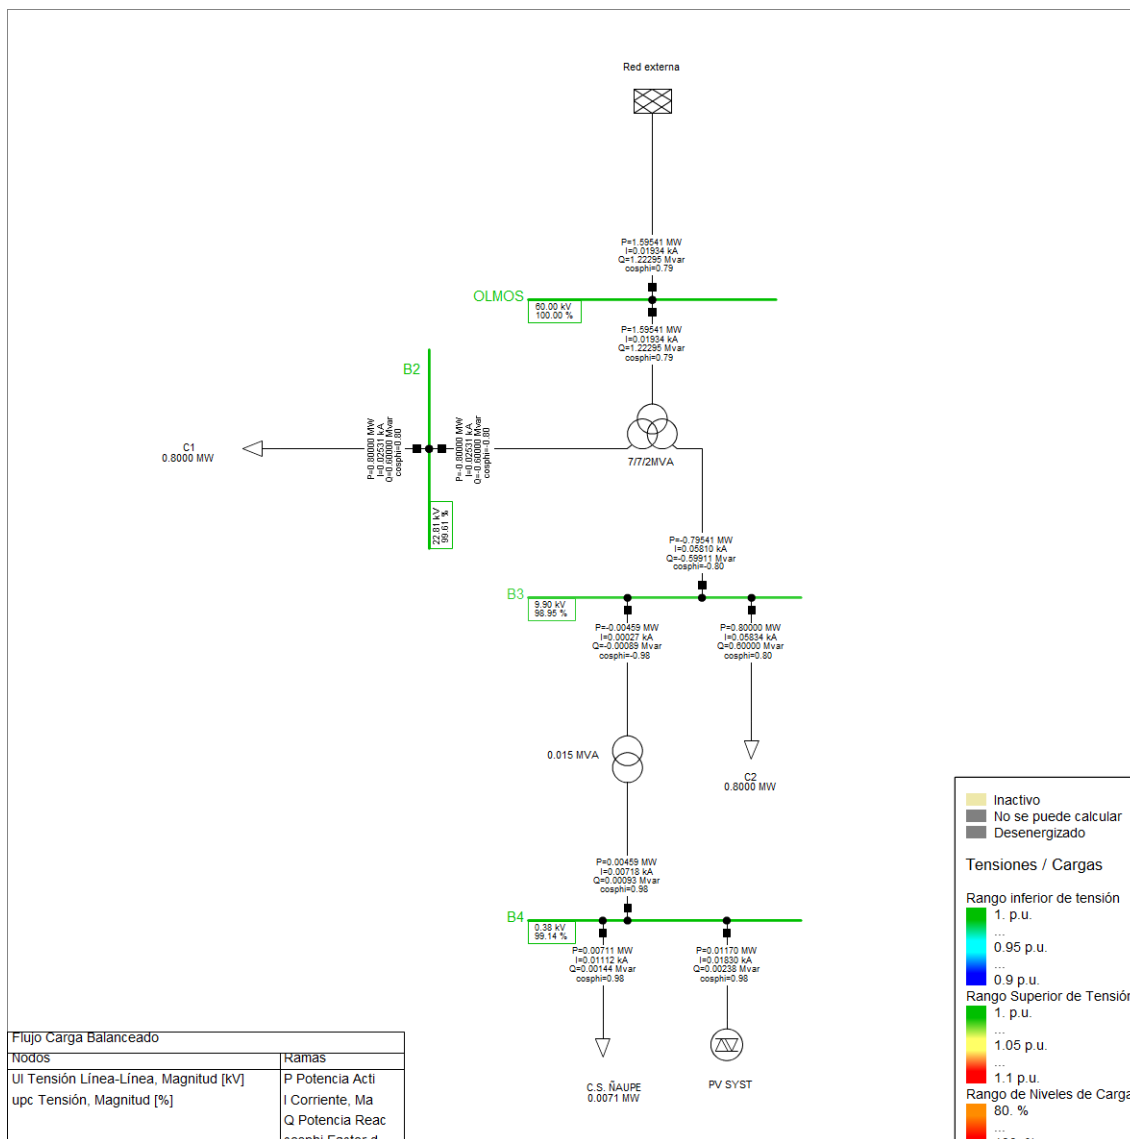 Red externa
P=1.59541 MW
I=0.01934 kA
Q=1.22295 Mvar
cosphi=0.79
OLMOS
60.00 kV
100.00 %
P=1.59541 MW
I=0.01934 kA
Q=1.22295 Mvar
cosphi=0.79
B2
C1
0.8000 MW
P=0.80000 MW
I=0.02531 kA
Q=0.60000 Mvar
cosphi=0.80
P=-0.80000 MW
I=0.02531 kA
Q=-0.60000 Mvar
cosphi=-0.80
22.81 kV
99.61 %
7/7/2MVA
P=-0.79541 MW
I=0.05810 kA
Q=-0.59911 Mvar
cosphi=-0.80
B3
9.90 kV
98.95 %
P=-0.00459 MW
I=0.00027 kA
Q=-0.00089 Mvar
cosphi=-0.98
P=0.80000 MW
I=0.05834 kA
Q=0.60000 Mvar
cosphi=0.80
0.015 MVA
C2
0.8000 MW
P=0.00459 MW
I=0.00718 kA
Q=0.00093 Mvar
cosphi=0.98
B4
0.38 kV
99.14 %
P=0.00711 MW
I=0.01112 kA
Q=0.00144 Mvar
cosphi=0.98
P=0.01170 MW
I=0.01830 kA
Q=0.00238 Mvar
cosphi=0.98
C.S. ÑAUPE
0.0071 MW
PV SYST
Inactivo
No se puede calcular
Desenergizado
Tensiones / Cargas
Rango inferior de tensión
1. p.u.
...
0.95 p.u.
...
0.9 p.u.
Rango Superior de Tensión
1. p.u.
...
1.05 p.u.
...
1.1 p.u.
Rango de Niveles de Carga
80. %
...
Flujo Carga Balanceado
Nodos
Ul Tensión Línea-Línea, Magnitud [kV]
upc Tensión, Magnitud [%]
Ramas
P Potencia Acti
I Corriente, Ma
Q Potencia Reac